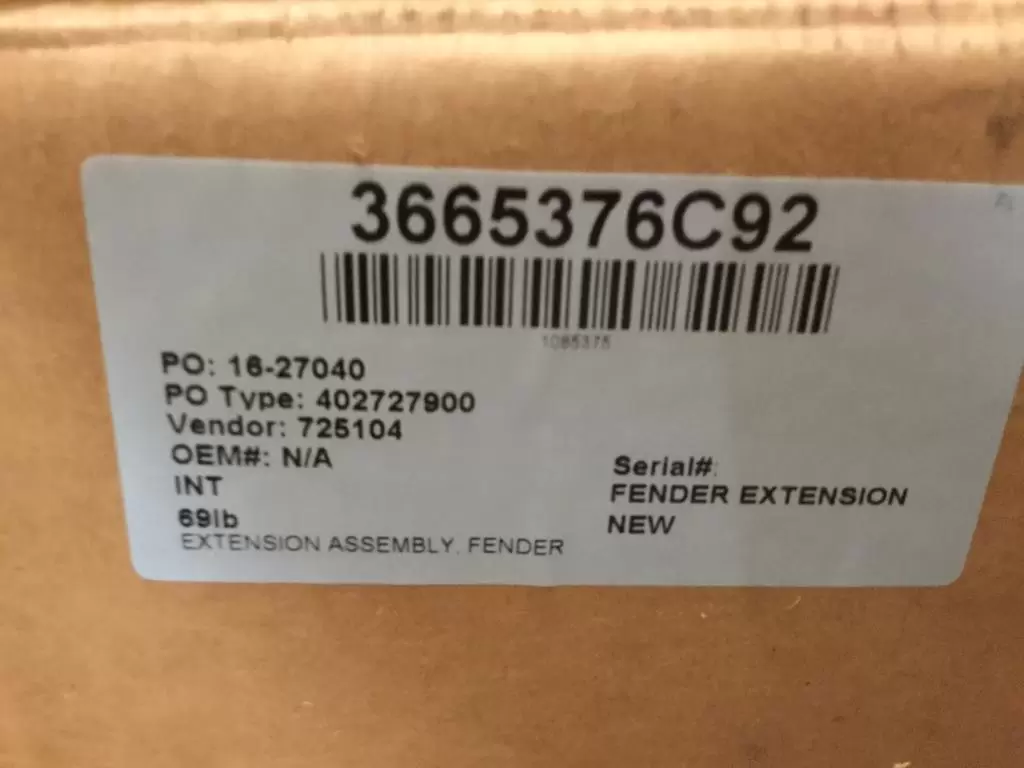 3665376C92
1085375
PO: 16-27040
PO Type: 402727900
Vendor: 725104
OEM#: N/A
INT
69lb
EXTENSION ASSEMBLY, FENDER
Serial#:
FENDER EXTENSION
NEW